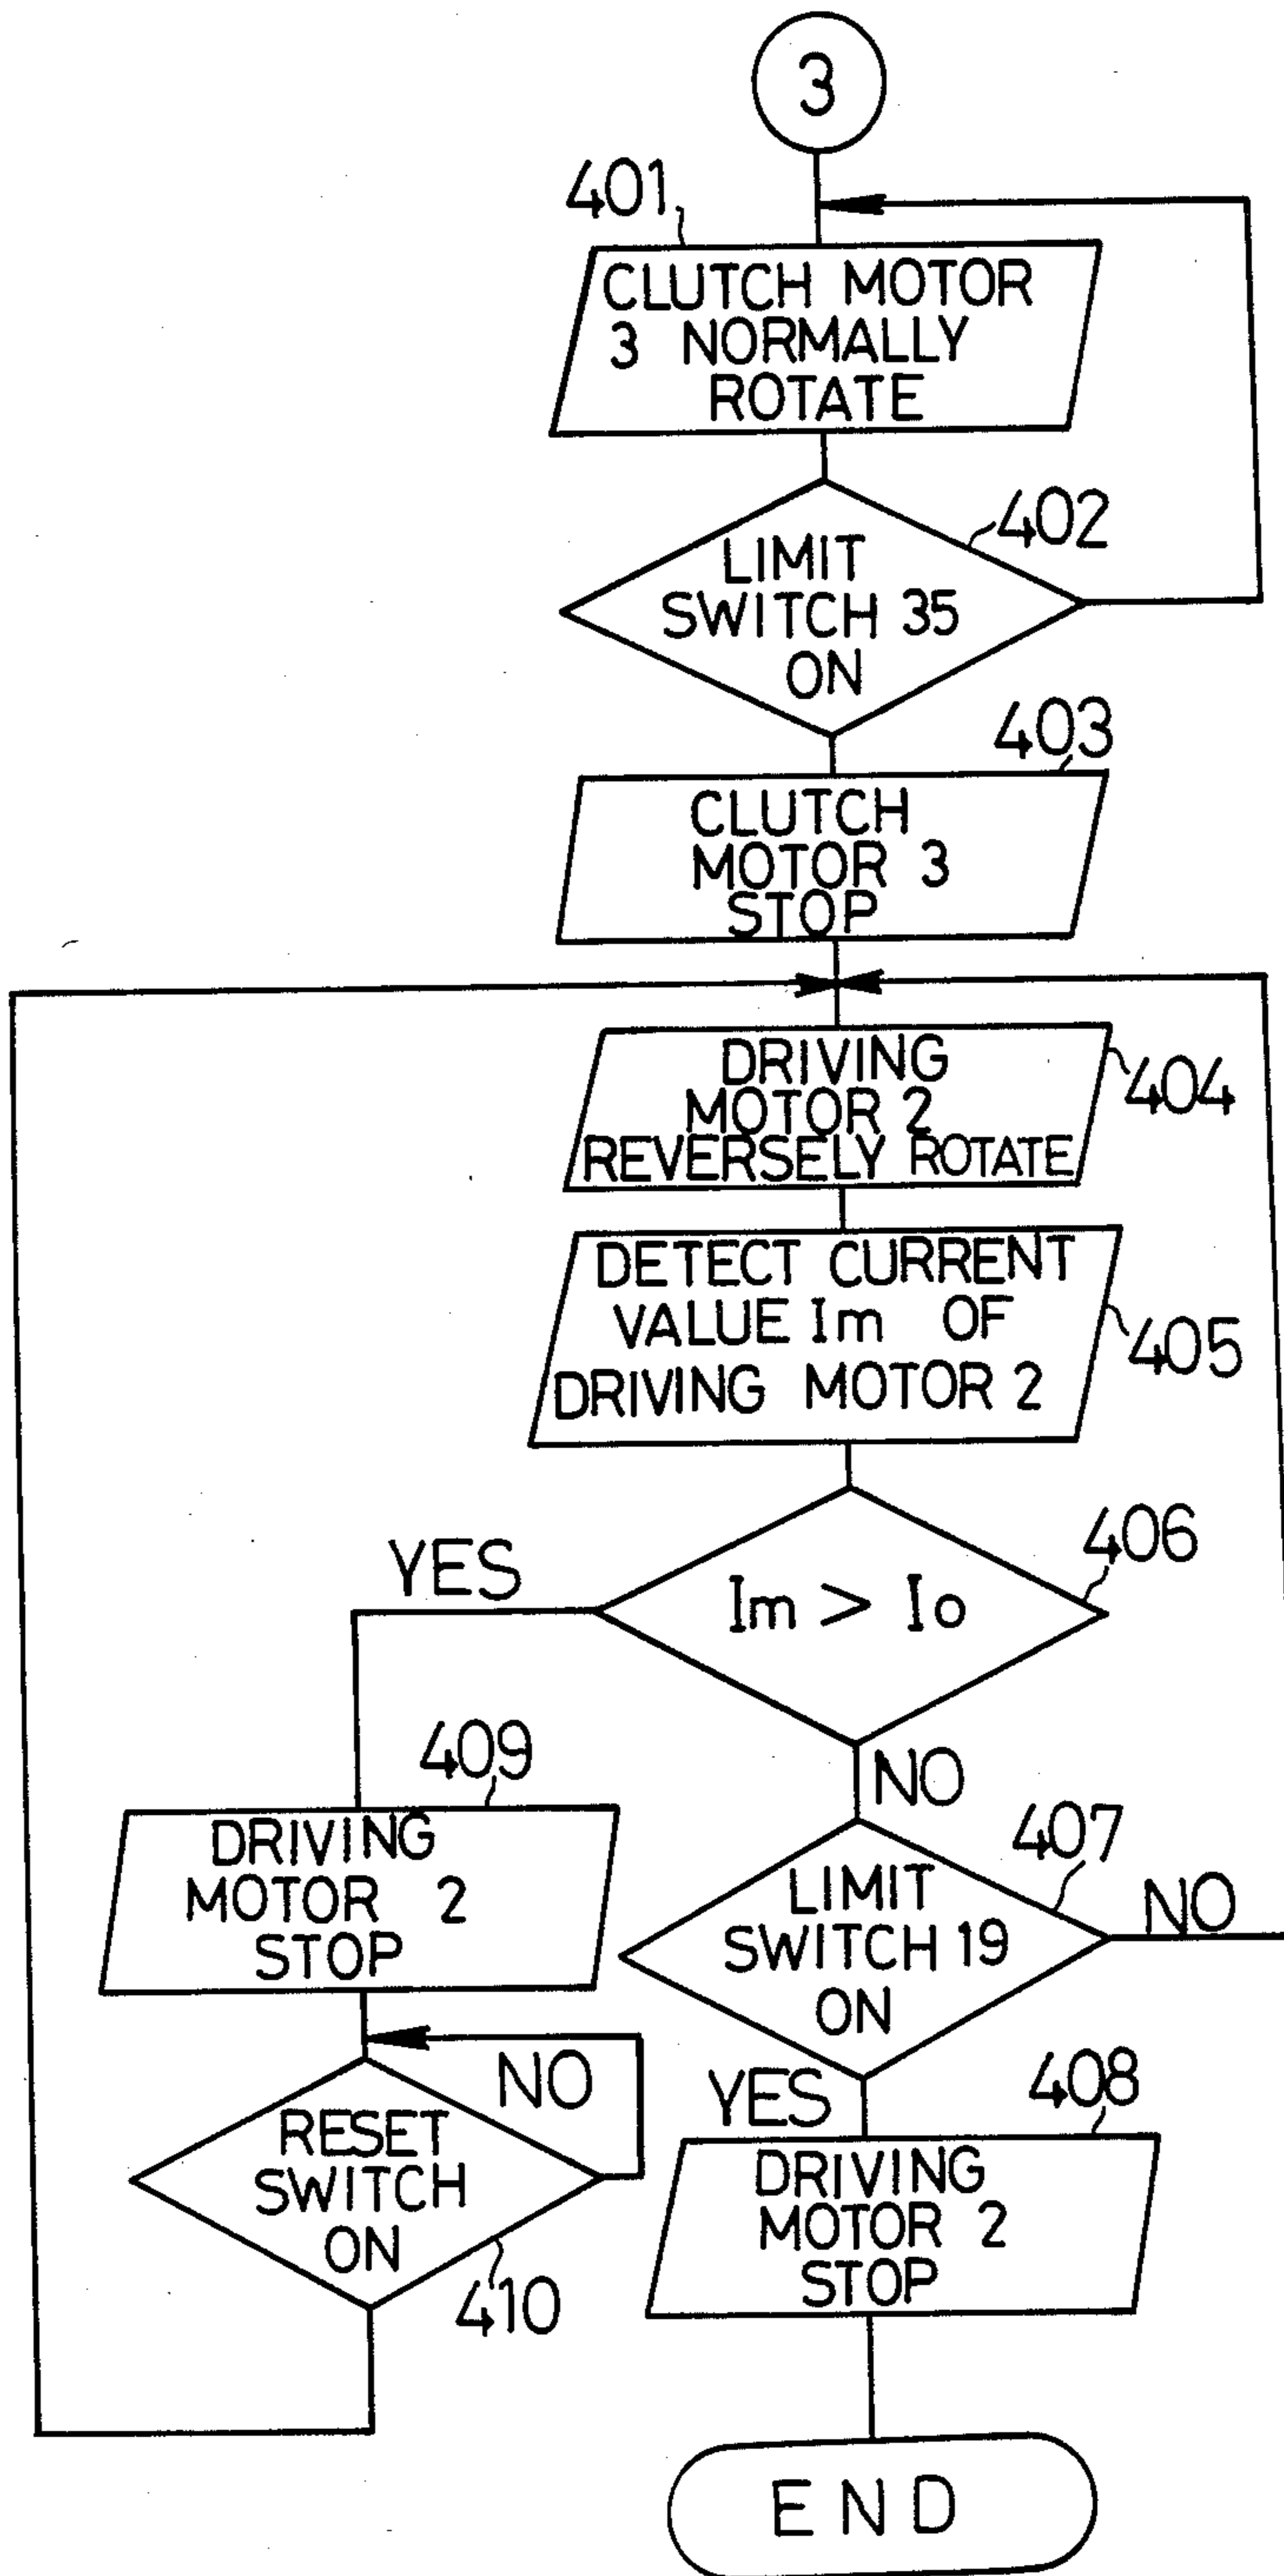 3
401
CLUTCH MOTOR
3 NORMALLY
ROTATE
402
LIMIT
SWITCH 35
ON
403
CLUTCH
MOTOR 3
STOP
404
DRIVING
MOTOR 2
REVERSELY ROTATE
405
DETECT CURRENT
VALUE Im OF
DRIVING MOTOR 2
406
YES
Im > Io
NO
409
DRIVING
MOTOR 2
STOP
407
LIMIT
SWITCH 19
ON
NO
NO
RESET
SWITCH
ON
410
YES
408
DRIVING
MOTOR 2
STOP
END